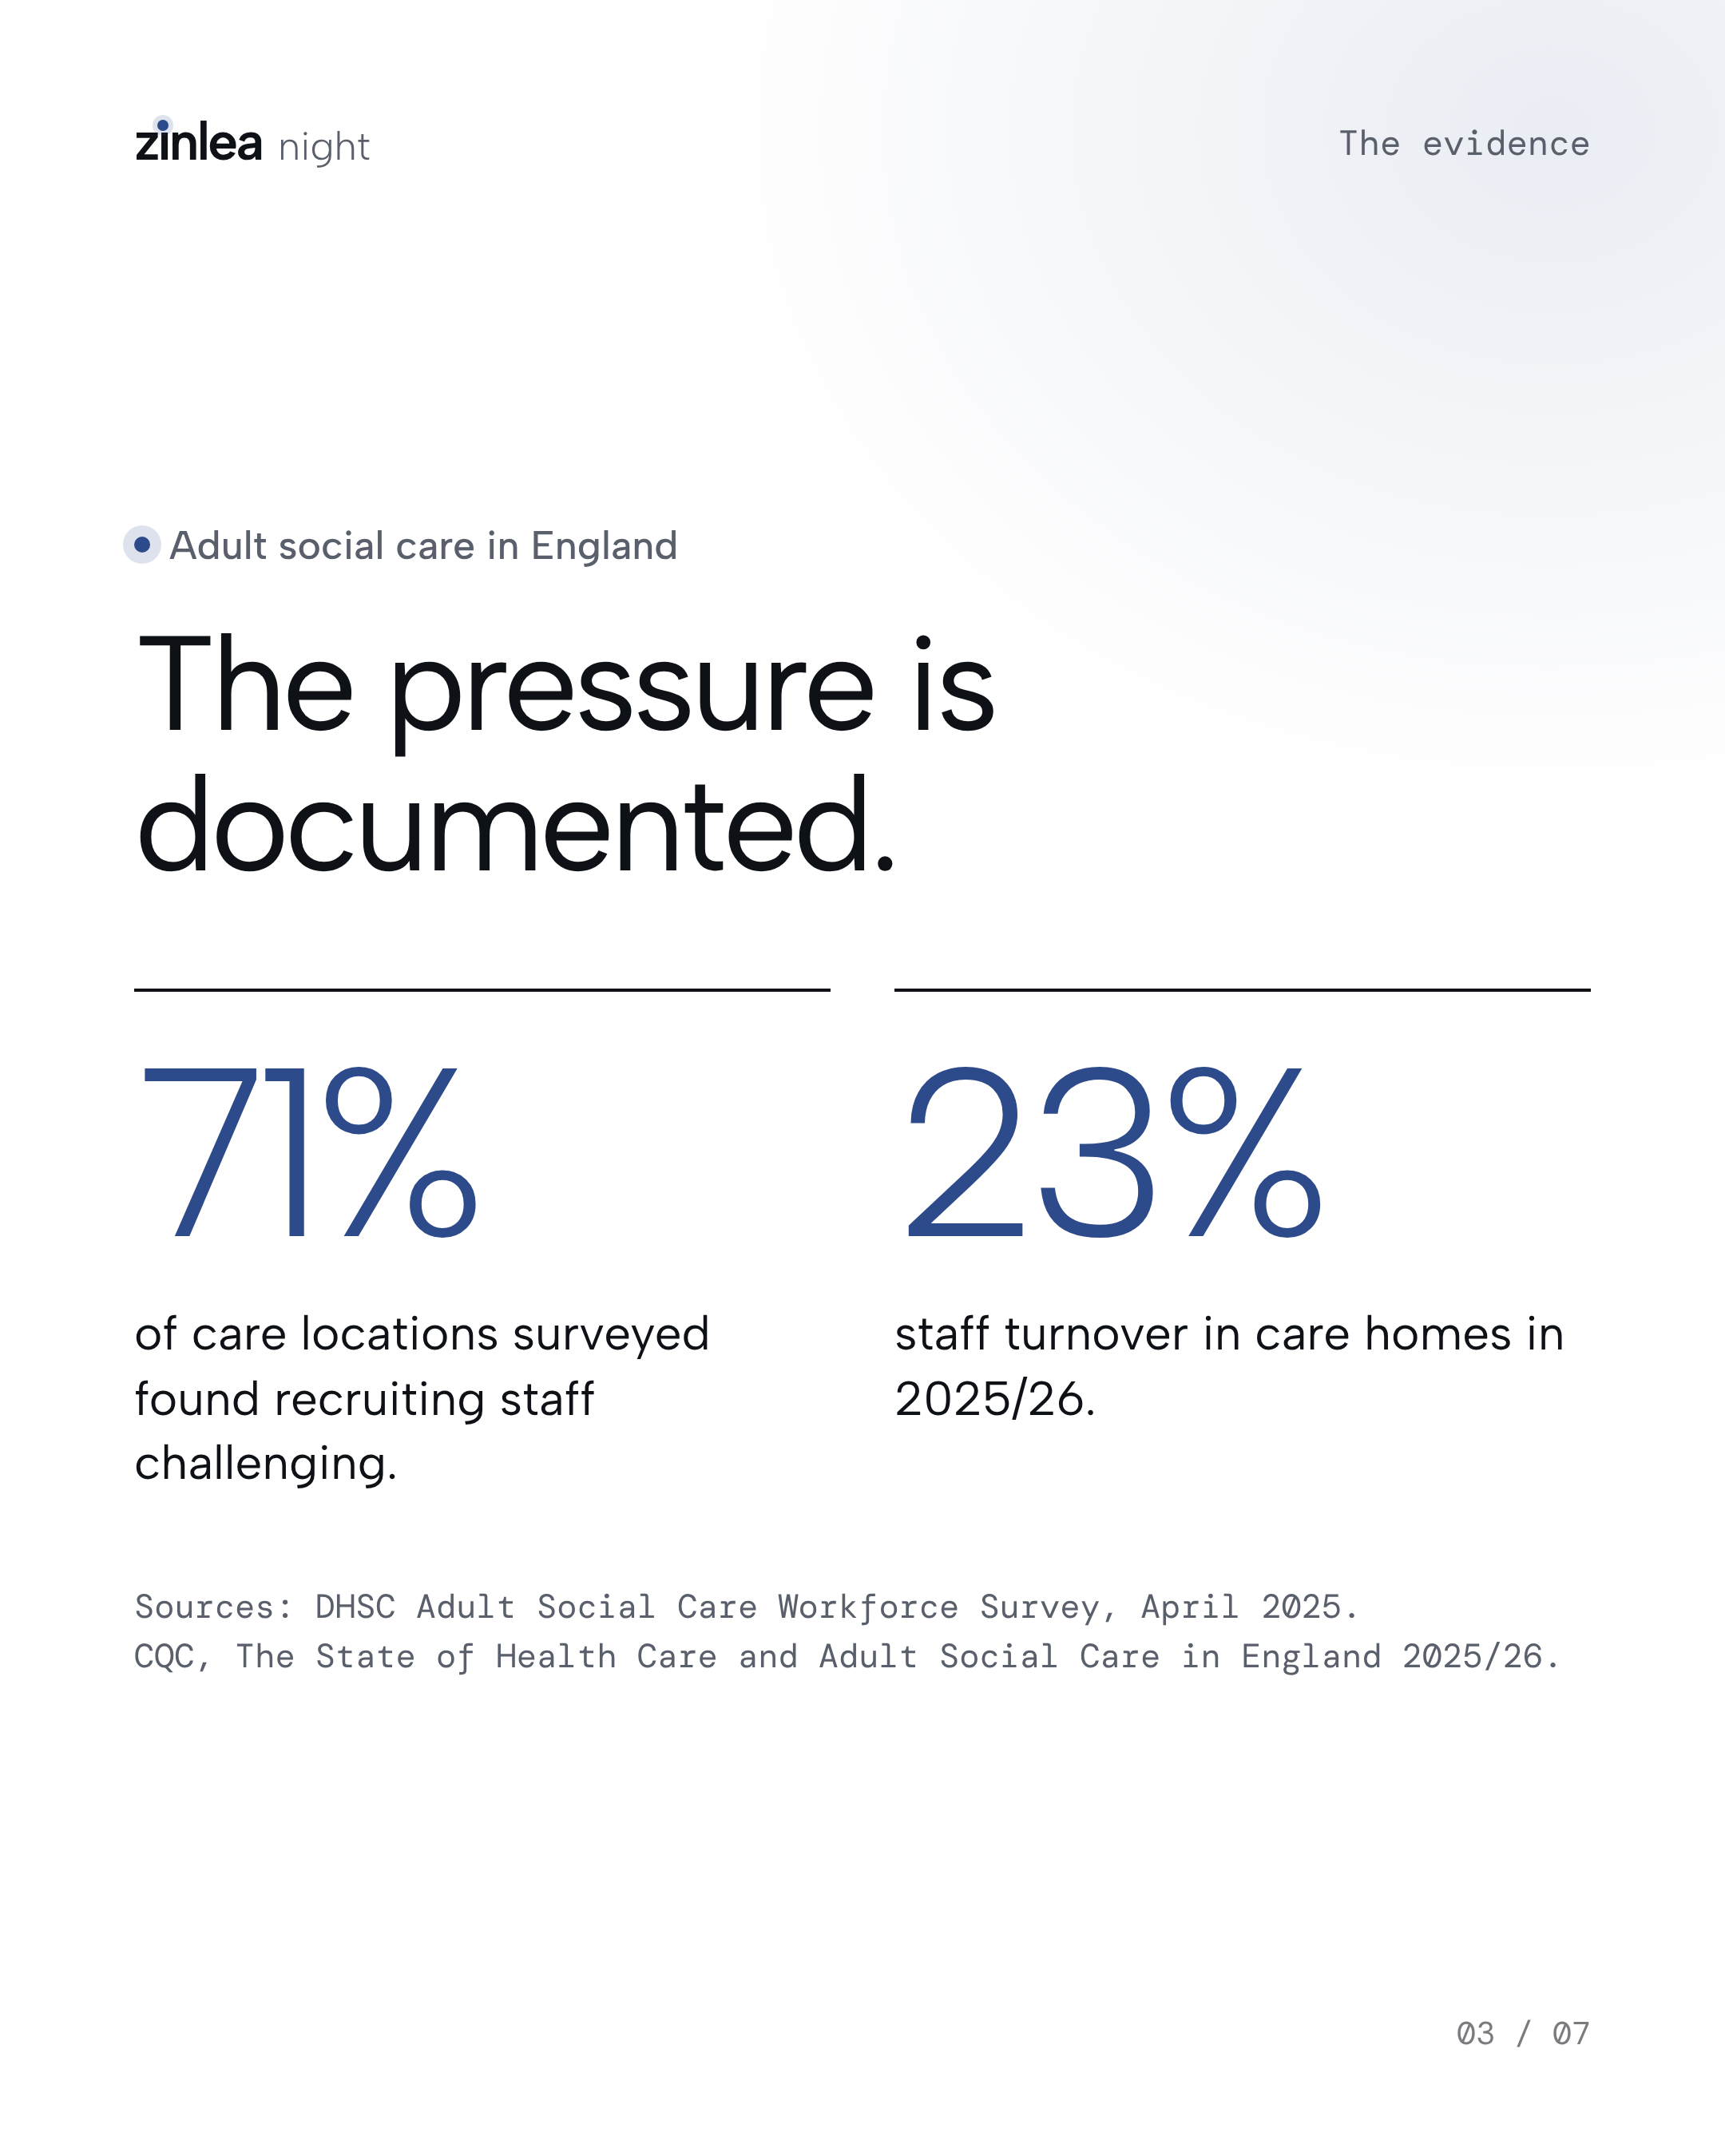 zinlea night
The evidence
Adult social care in England
The pressure is
documented.
71%
of care locations surveyed
found recruiting staff
challenging.
23%
staff turnover in care homes in
2025/26.
Sources: DHSC Adult Social Care Workforce Survey, April 2025.
CQC, The State of Health Care and Adult Social Care in England 2025/26.
03 / 07